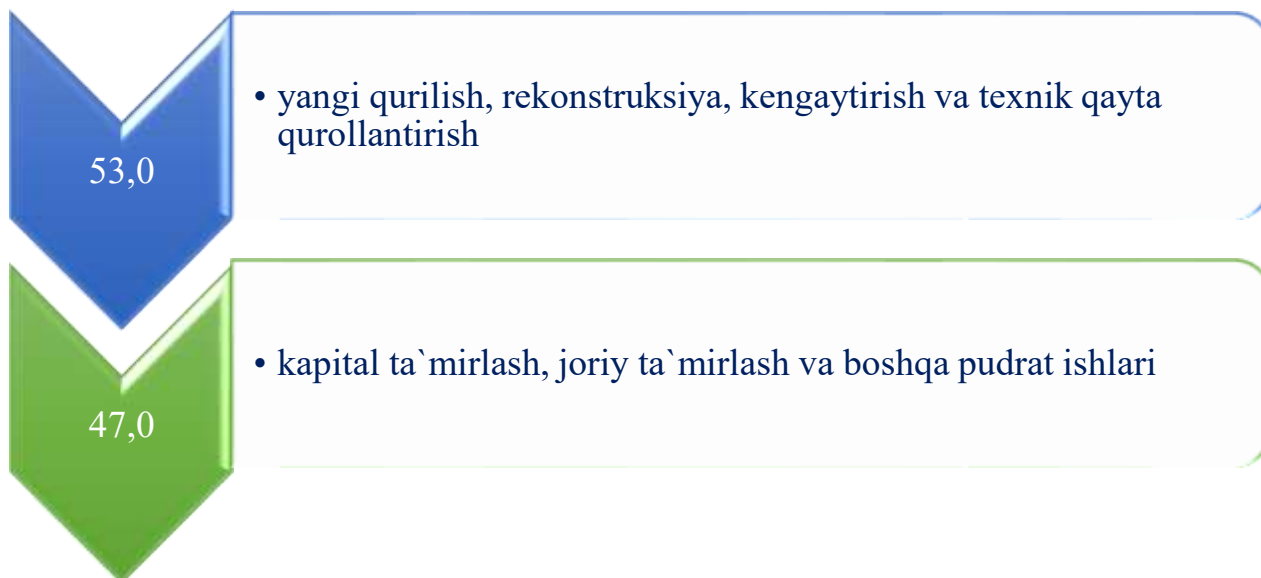 53,0
• yangi qurilish, rekonstruksiya, kengaytirish va texnik qayta
qurollantirish
47,0
• kapital ta`mirlash, joriy ta`mirlash va boshqa pudrat ishlari